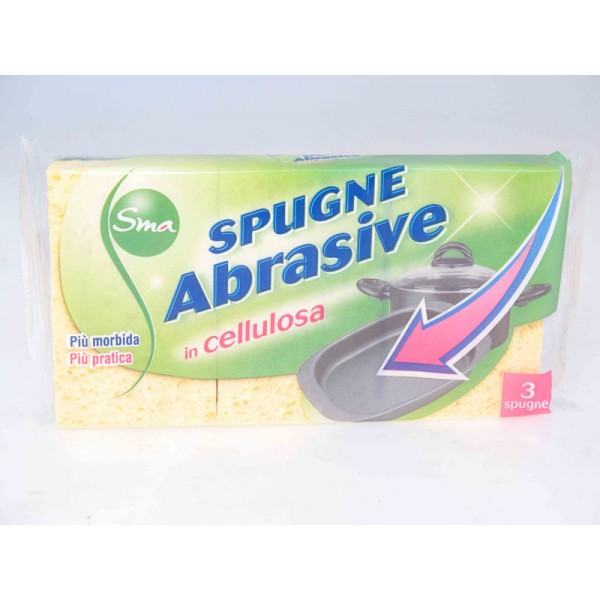 Sma
SPUGNE
Abrasive
in cellulosa
Più morbida
Più pratica
3
spugne